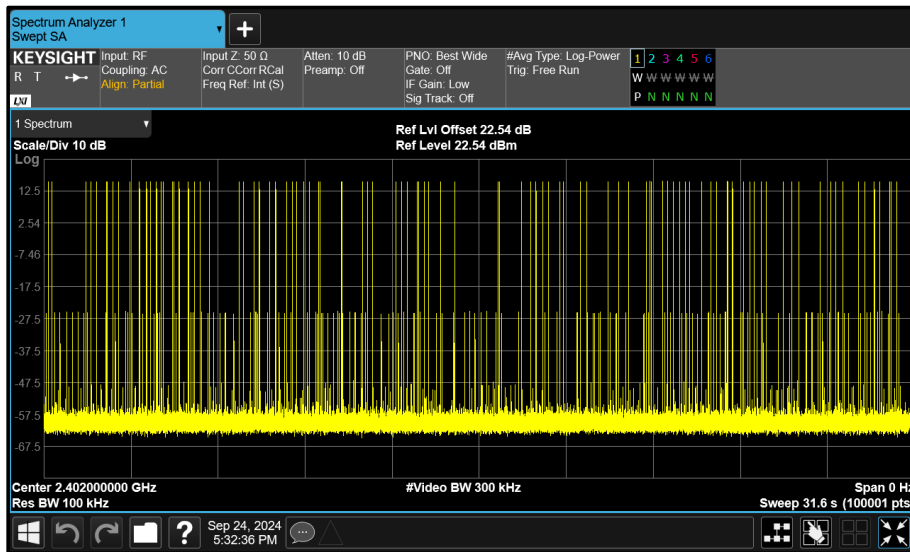 Spectrum Analyzer 1
Swept SA
KEYSIGHT
R T
LXI
Input: RF
Coupling: AC
Align: Partial
Input Z: 50 Ω
Corr CCorr RCal
Freq Ref: Int (S)
Atten: 10 dB
Preamp: Off
PNO: Best Wide
Gate: Off
IF Gain: Low
Sig Track: Off
#Avg Type: Log-Power
Trig: Free Run
1 2 3 4 5 6
W W W W W W
P N N N N N
1 Spectrum
Scale/Div 10 dB
Ref Lvl Offset 22.54 dB
Ref Level 22.54 dBm
Log
12.5
2.54
-7.46
-17.5
-27.5
-37.5
-47.5
-57.5
-67.5
Center 2.402000000 GHz
#Video BW 300 kHz
Span 0 Hz
Res BW 100 kHz
Sweep 31.6 s (100001 pts
?
Sep 24, 2024
5:32:36 PM